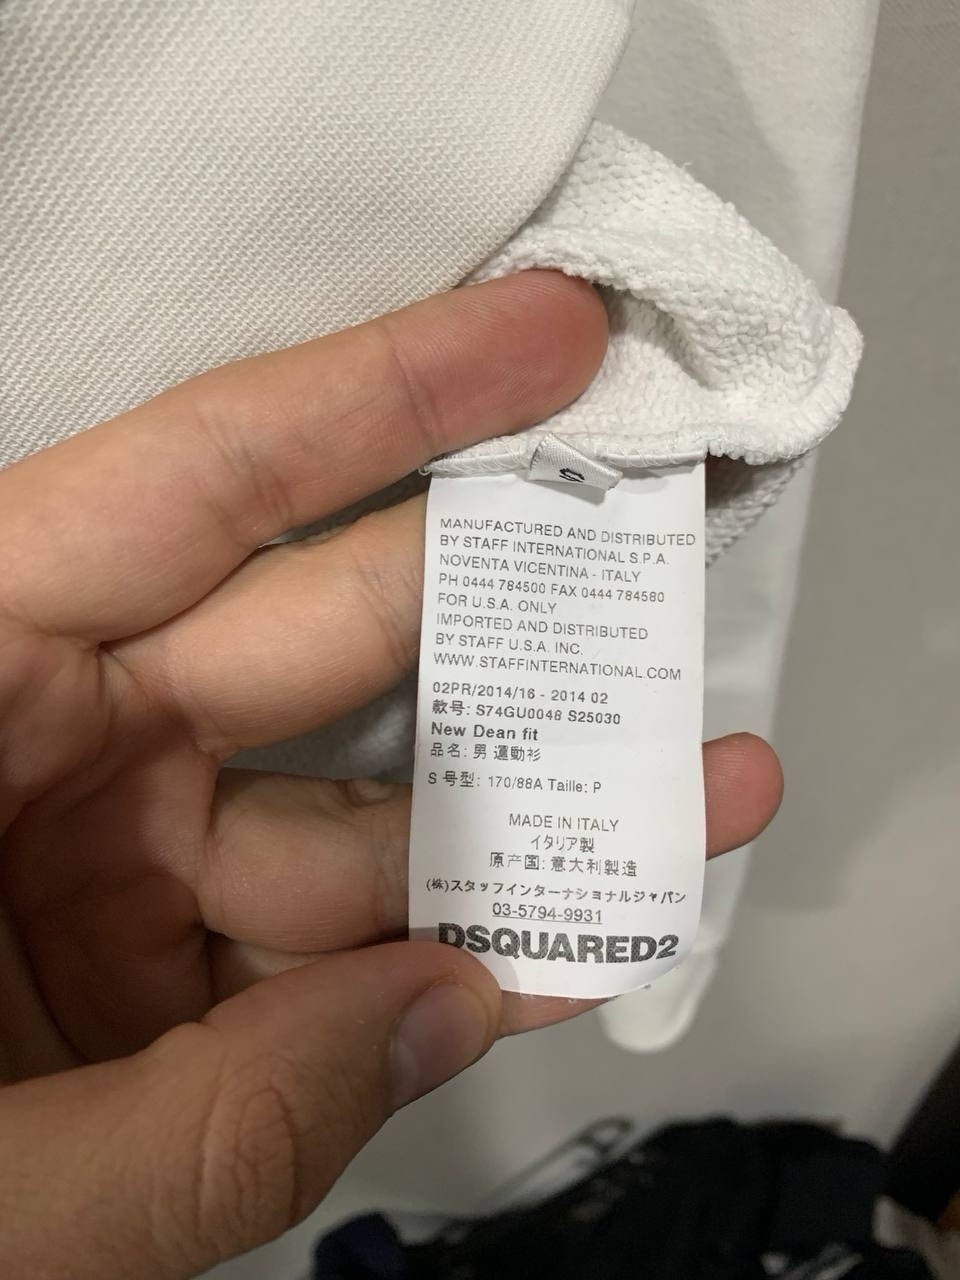 S
MANUFACTURED AND DISTRIBUTED
BY STAFF INTERNATIONAL S.P.A.
NOVENTA VICENTINA - ITALY
PH 0444 784500 FAX 0444 784580
FOR U.S.A. ONLY
IMPORTED AND DISTRIBUTED
BY STAFF U.S.A. INC.
WWW.STAFFINTERNATIONAL.COM
02PR/2014/16 - 2014 02
款号: S74GU0048 S25030
New Dean fit
品名: 男 運動衫
S 号型: 170/88A Taille: P
MADE IN ITALY
イタリア製
原产国: 意大利製造
(株)スタッフインターナショナルジャパン
03-5794-9931
DSQUARED2